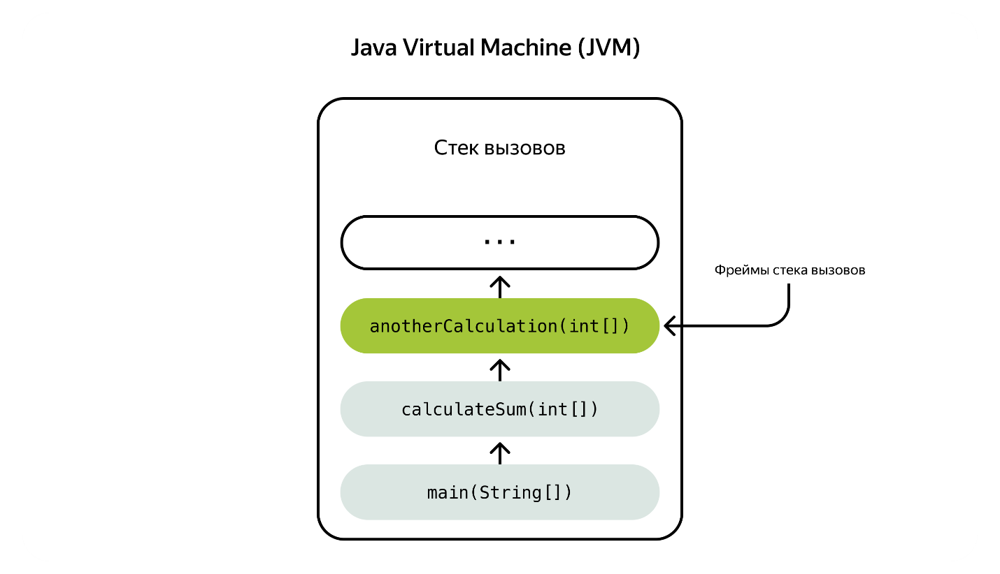 Java Virtual Machine (JVM)
Стек вызовов
...
Фреймы стека вызовов
anotherCalculation(int[])
calculateSum(int[])
main(String[])